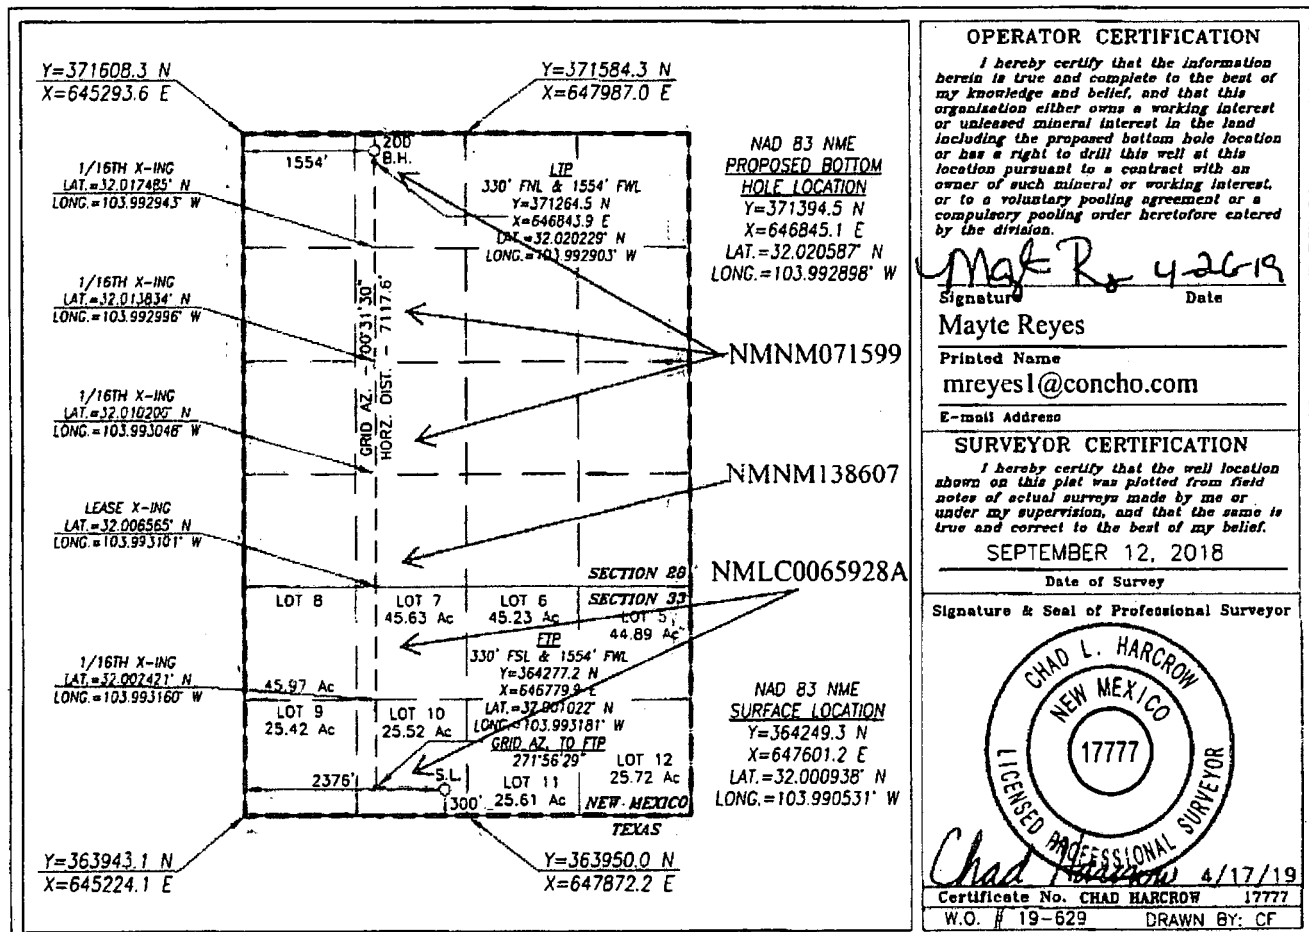 Y=371608.3 N
X=645293.6 E
Y=371584.3 N
X=647987.0 E
1554'
200
B.H.
1/16TH X-ING
LAT.=32.017485° N
LONG.=103.992943° W
LTP
330' FNL & 1554' FWL
Y=371264.5 N
X=646843.9 E
LAT.=32.020229° N
LONG.=103.992903° W
NAD 83 NME
PROPOSED BOTTOM
HOLE LOCATION
Y=371394.5 N
X=646845.1 E
LAT.=32.020587° N
LONG.=103.992898° W
1/16TH X-ING
LAT.=32.013834° N
LONG.=103.992996° W
GRID AZ. - 00°31'30"
HORZ. DIST. - 7117.6'
NMNM071599
1/16TH X-ING
LAT.=32.010200° N
LONG.=103.993048° W
NMNM138607
LEASE X-ING
LAT.=32.006565° N
LONG.=103.993101° W
NMLC0065928A
SECTION 28
SECTION 33
LOT 8
45.97 Ac
LOT 7
45.63 Ac
LOT 6
45.23 Ac
LOT 5
44.89 Ac
FTP
330' FSL & 1554' FWL
Y=364277.2 N
X=646779.9 E
LAT.=32.001022° N
LONG.=103.993181° W
GRID AZ. TO FTP
271°56'29"
1/16TH X-ING
LAT.=32.002421° N
LONG.=103.993160° W
LOT 9
25.42 Ac
LOT 10
25.52 Ac
LOT 11
25.61 Ac
LOT 12
25.72 Ac
NAD 83 NME
SURFACE LOCATION
Y=364249.3 N
X=647601.2 E
LAT.=32.000938° N
LONG.=103.990531° W
2376'
S.L.
300'
NEW MEXICO
TEXAS
Y=363943.1 N
X=645224.1 E
Y=363950.0 N
X=647872.2 E
OPERATOR CERTIFICATION
I hereby certify that the information
herein is true and complete to the best of
my knowledge and belief, and that this
organization either owns a working interest
or unleased mineral interest in the land
including the proposed bottom hole location
or has a right to drill this well at this
location pursuant to a contract with an
owner of such mineral or working interest,
or to a voluntary pooling agreement or a
compulsory pooling order heretofore entered
by the division.
4-26-19
Signature Date
Mayte Reyes
Printed Name
mreyes1@concho.com
E-mail Address
SURVEYOR CERTIFICATION
I hereby certify that the well location
shown on this plat was plotted from field
notes of actual surveys made by me or
under my supervision, and that the same is
true and correct to the best of my belief.
SEPTEMBER 12, 2018
Date of Survey
Signature & Seal of Professional Surveyor
CHAD L. HARCROW
NEW MEXICO
17777
LICENSED PROFESSIONAL SURVEYOR
Chad Harcrow 4/17/19
Certificate No. CHAD HARCROW 17777
W.O. # 19-629 DRAWN BY: CF